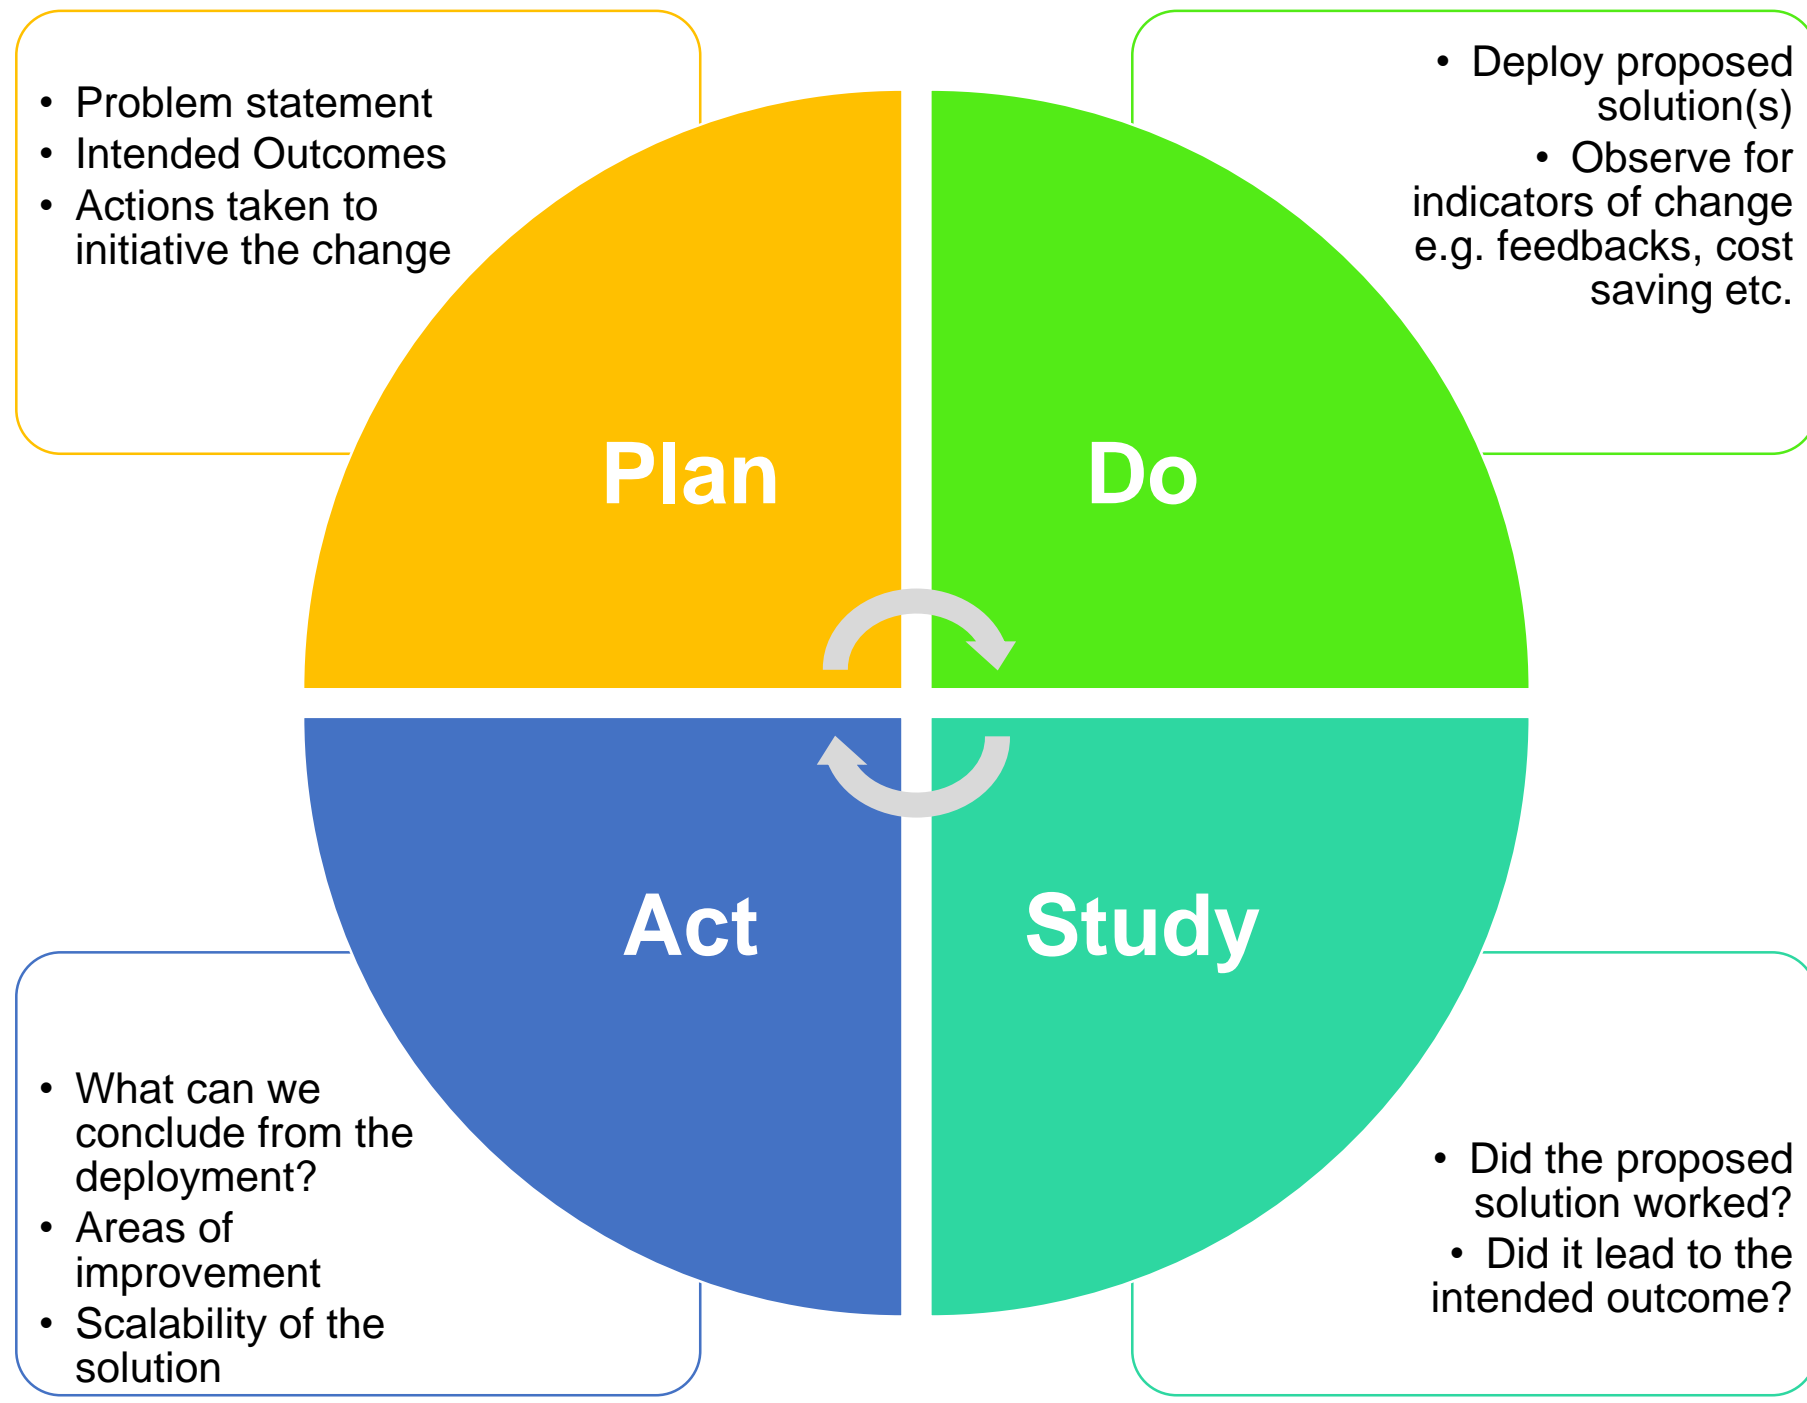 • Problem statement
• Intended Outcomes
• Actions taken to
initiative the change
Plan
• Deploy proposed
solution(s)
• Observe for
indicators of change
e.g. feedbacks, cost
saving etc.
Do
Act
• What can we
conclude from the
deployment?
• Areas of
improvement
• Scalability of the
solution
Study
• Did the proposed
solution worked?
• Did it lead to the
intended outcome?